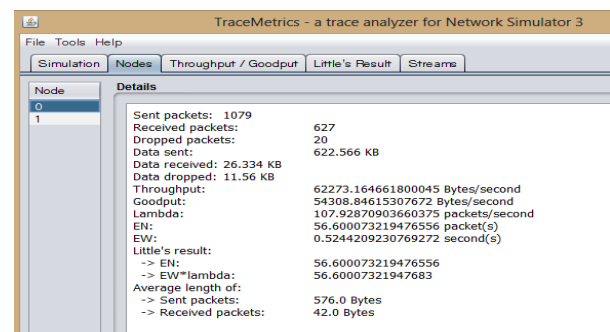 TraceMetrics - a trace analyzer for Network Simulator 3
File Tools Help
Simulation Nodes Throughput / Goodput Little's Result Streams
Node
0
1
Details
Sent packets: 1079
Received packets: 627
Dropped packets: 20
Data sent: 622.566 KB
Data received: 26.334 KB
Data dropped: 11.56 KB
Throughput: 62273.164661800045 Bytes/second
Goodput: 54308.84615307672 Bytes/second
Lambda: 107.92870903660375 packets/second
EN: 56.600073219476556 packet(s)
EW: 0.5244209230769272 second(s)
Little's result:
-> EN: 56.600073219476556
-> EW*lambda: 56.60007321947683
Average length of:
-> Sent packets: 576.0 Bytes
-> Received packets: 42.0 Bytes